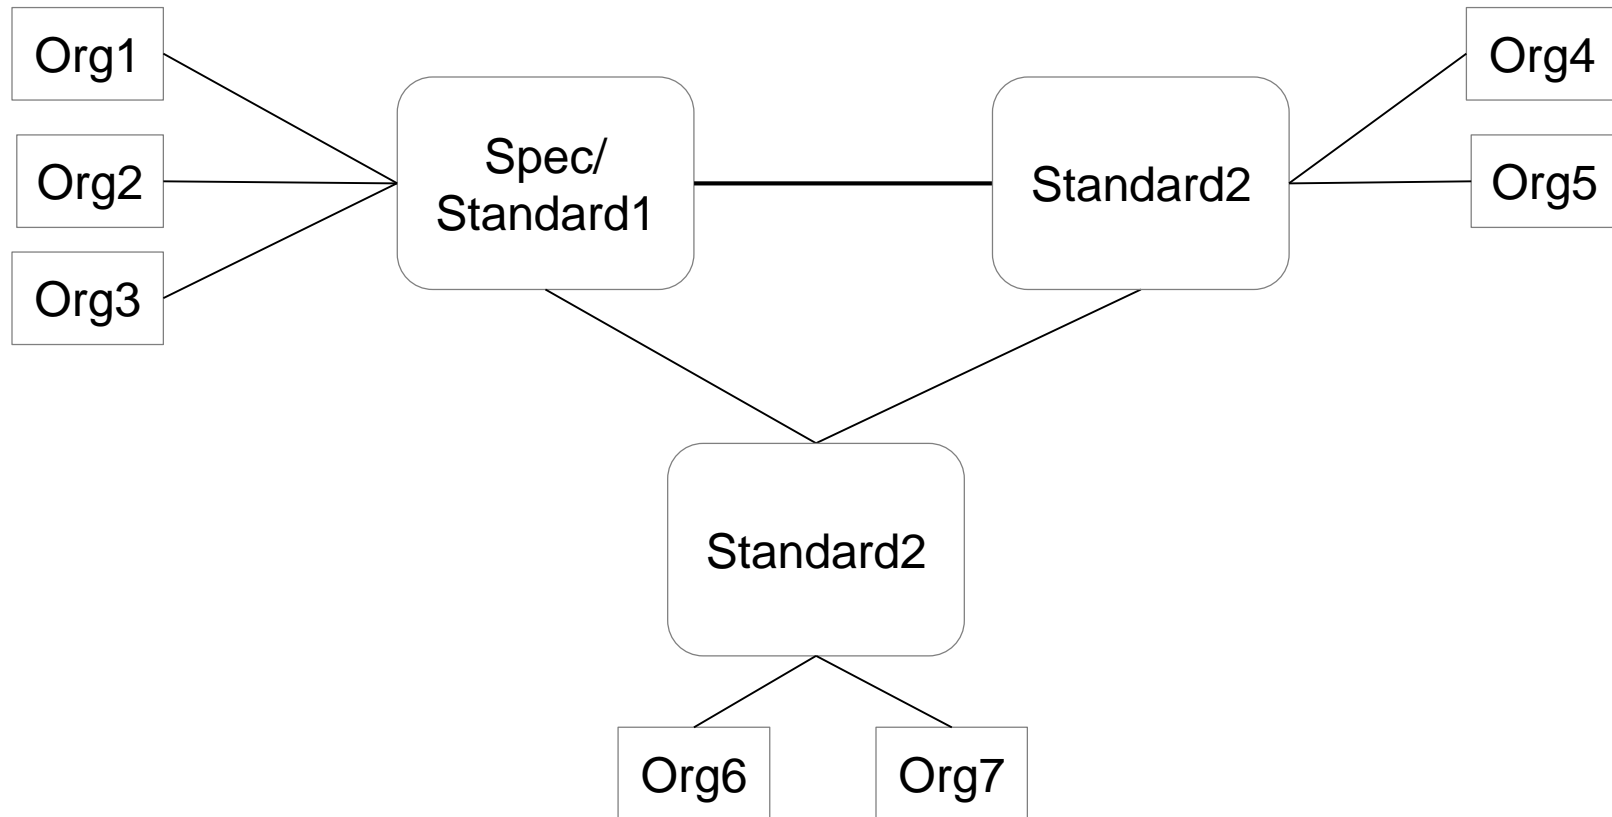 Org1
Org2
Org3
Spec/
Standard1
Standard2
Org4
Org5
Standard2
Org6
Org7